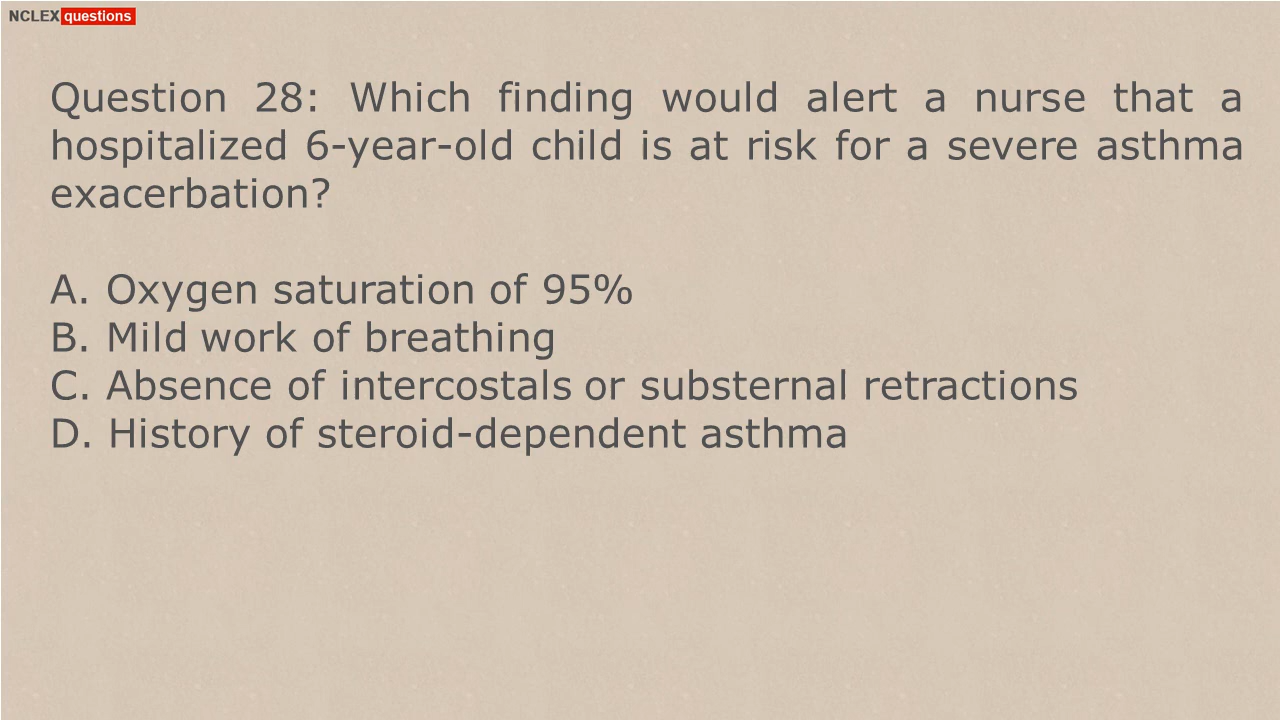 NCLEX questions
Question 28: Which finding would alert a nurse that a
hospitalized 6-year-old child is at risk for a severe asthma
exacerbation?
A. Oxygen saturation of 95%
B. Mild work of breathing
C. Absence of intercostals or substernal retractions
D. History of steroid-dependent asthma